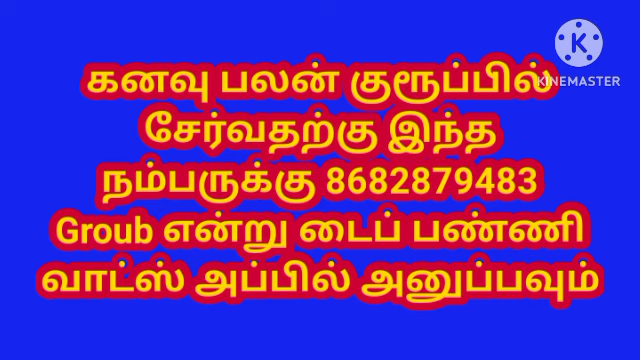 K
KINEMASTER
கனவு பலன் குரூப்பில்
சேர்வதற்கு இந்த
நம்பருக்கு 8682879483
Groub என்று டைப் பண்ணி
வாட்ஸ் அப்பில் அனுப்பவும்